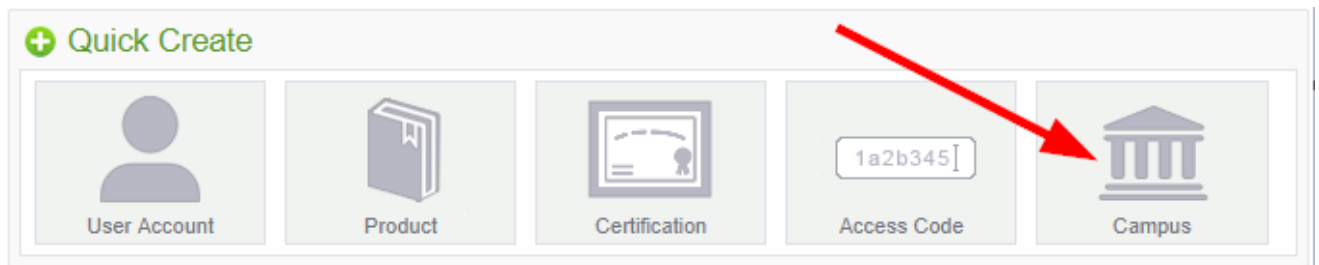 Quick Create
1a2b345
User Account
Product
Certification
Access Code
Campus